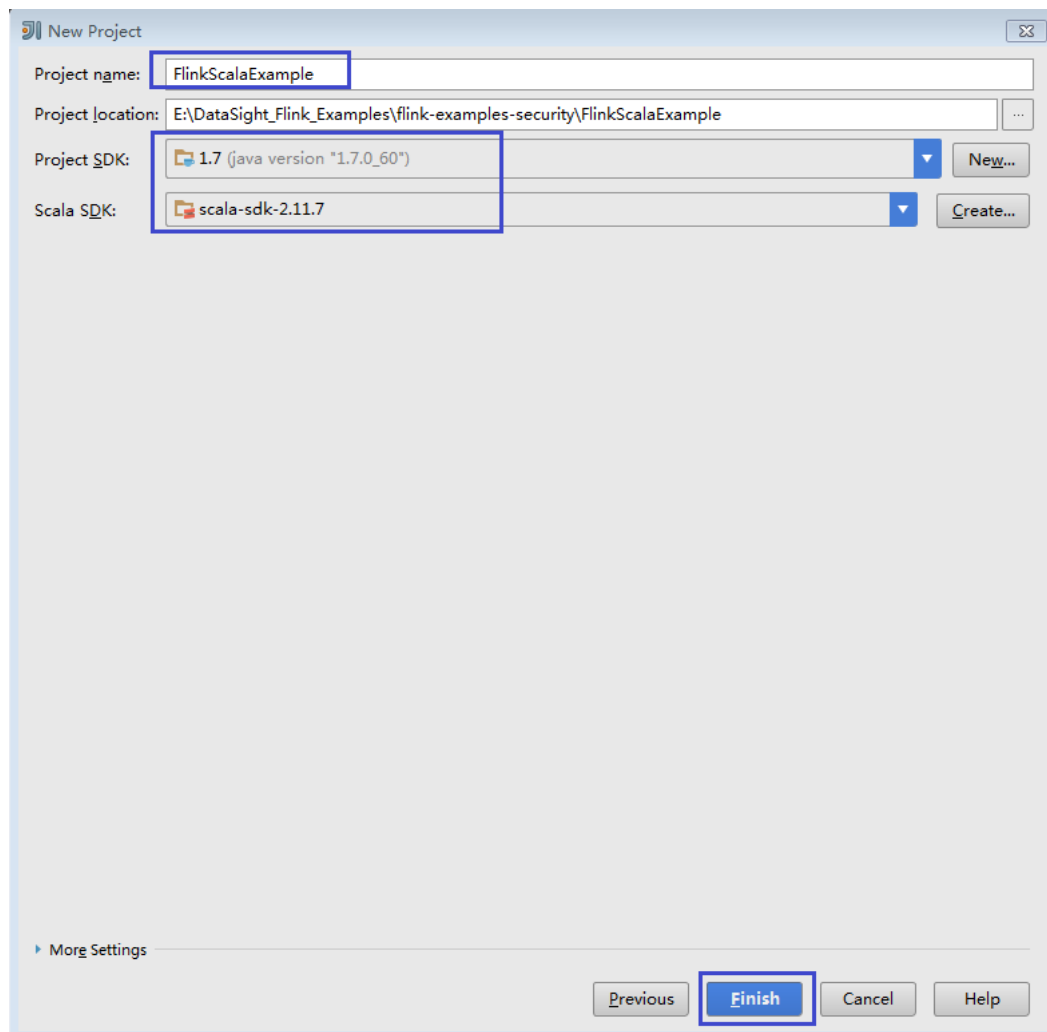 New Project
Project name: FlinkScalaExample
Project location: E:\DataSight_Flink_Examples\flink-examples-security\FlinkScalaExample ...
Project SDK: 1.7 (java version "1.7.0_60") New...
Scala SDK: scala-sdk-2.11.7 Create...
More Settings
Previous Finish Cancel Help